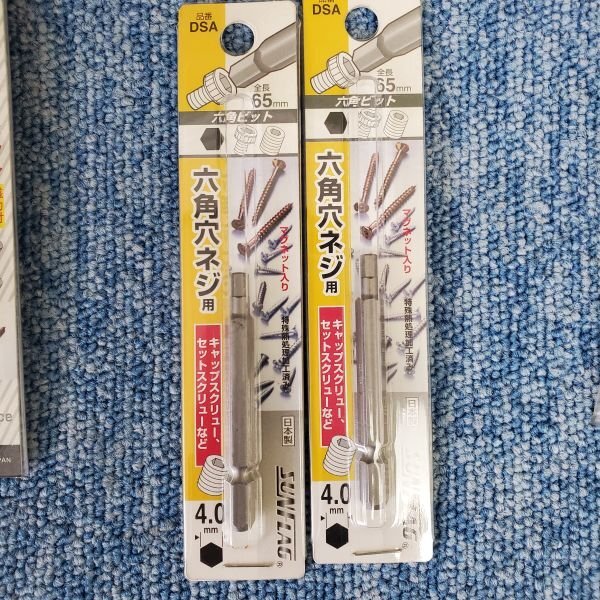 品番
DSA
全長
65mm
六角ビット
六角穴ネジ用
マグネット入り
特殊熱処理加工済み
キャップスクリュー、
セットスクリューなど
日本製
4.0
mm
SUNFLAG®
品番
DSA
全長
65mm
六角ビット
六角穴ネジ用
マグネット入り
特殊熱処理加工済み
キャップスクリュー、
セットスクリューなど
日本製
4.0
mm
SUNFLAG®